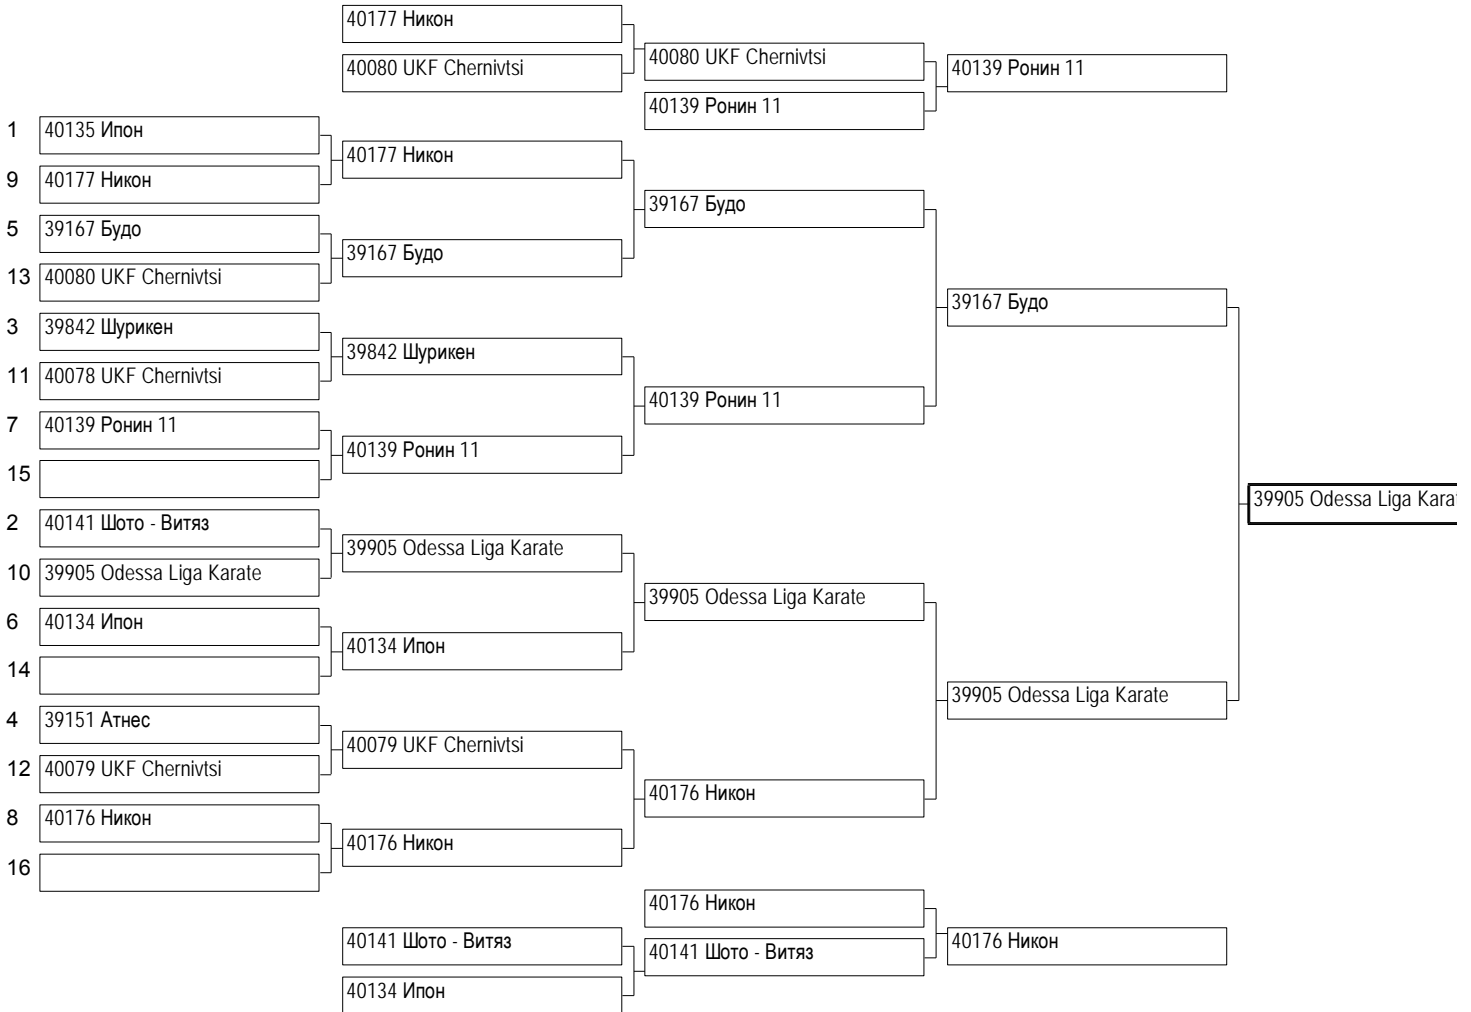 40177 Никон
40080 UKF Chernivtsi
40080 UKF Chernivtsi
40139 Ронин 11
40139 Ронин 11
1 40135 Ипон
9 40177 Никон
40177 Никон
5 39167 Будо
13 40080 UKF Chernivtsi
39167 Будо
39167 Будо
3 39842 Шурикен
11 40078 UKF Chernivtsi
39842 Шурикен
7 40139 Ронин 11
15
40139 Ронин 11
40139 Ронин 11
39167 Будо
2 40141 Шото - Витяз
10 39905 Odessa Liga Karate
39905 Odessa Liga Karate
6 40134 Ипон
14
40134 Ипон
39905 Odessa Liga Karate
4 39151 Атнес
12 40079 UKF Chernivtsi
40079 UKF Chernivtsi
8 40176 Никон
16
40176 Никон
40176 Никон
39905 Odessa Liga Karate
39905 Odessa Liga Kara
40176 Никон
40141 Шото - Витяз
40134 Ипон
40141 Шото - Витяз
40176 Никон